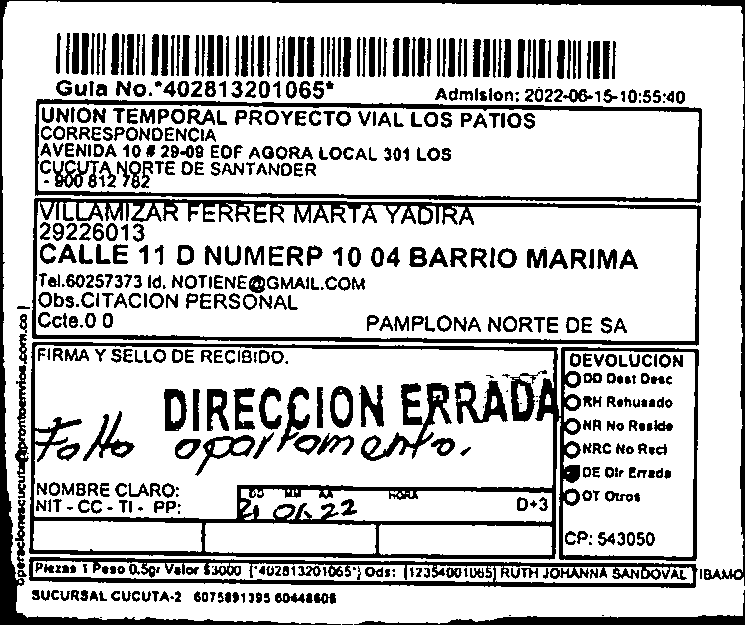 Guia No.*402813201065*
Admision: 2022-06-15-10:55:40
UNION TEMPORAL PROYECTO VIAL LOS PATIOS
CORRESPONDENCIA
AVENIDA 10 # 29-09 EDF AGORA LOCAL 301 LOS
CUCUTA NORTE DE SANTANDER
- 900 812 782
VILLAMIZAR FERRER MARTA YADIRA
29226013
CALLE 11 D NUMERP 10 04 BARRIO MARIMA
Tel.60257373 Id. NOTIENE@GMAIL.COM
Obs.CITACION PERSONAL
Ccte.0 0
PAMPLONA NORTE DE SA
operacionescucuta@prontoenvios.com.co
FIRMA Y SELLO DE RECIBIDO.
DIRECCION ERRADA
Falta apartamento.
NOMBRE CLARO:
NIT - CC - TI - PP:
DD MM AA HORA
22
D+3
DEVOLUCION
DD Dest Desc
RH Rehusado
NR No Reside
NRC No Recl
DE Dir Errada
OT Otros
CP: 543050
Piezas 1 Peso 0.5gr Valor $3000 (*402813201065*) Ods: (12354001065) RUTH JOHANNA SANDOVAL TIBAMO
SUCURSAL CUCUTA-2 6075891395 60448606